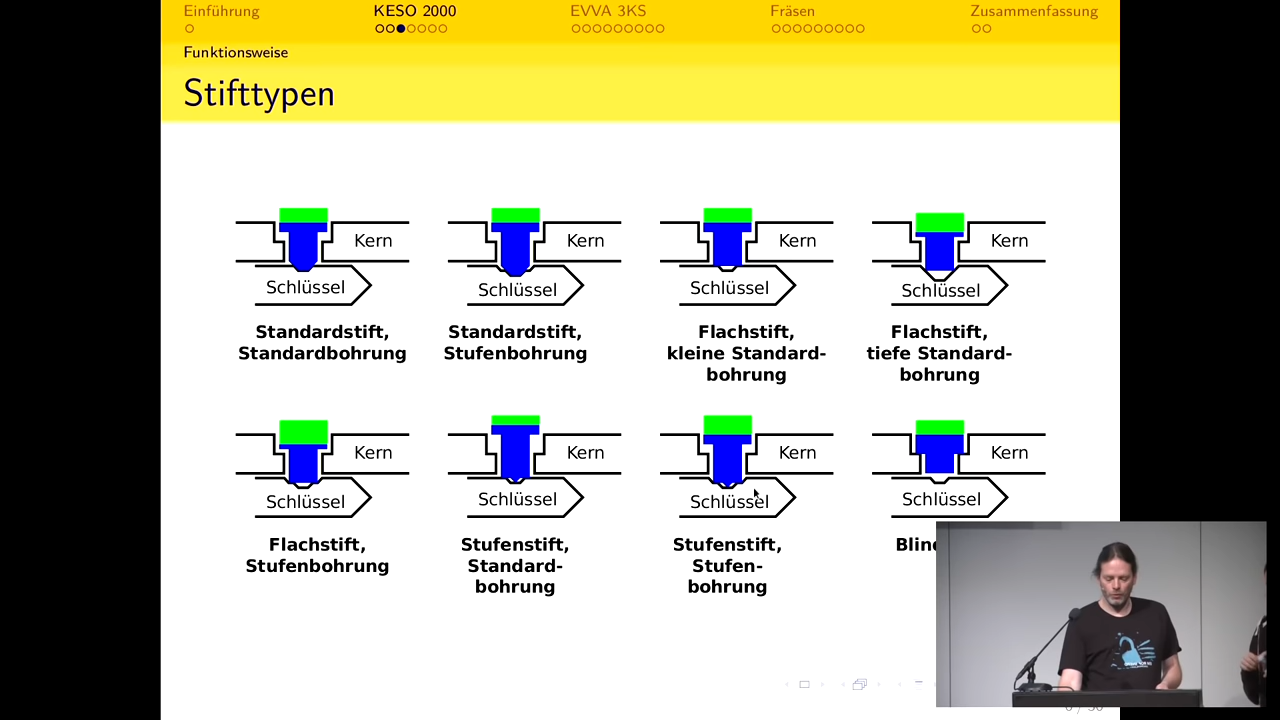 Einführung
KESO 2000
EVVA 3KS
Fräsen
Zusammenfassung
Funktionsweise
Stifttypen
Kern
Schlüssel
Standardstift,
Standardbohrung
Kern
Schlüssel
Standardstift,
Stufenbohrung
Kern
Schlüssel
Flachstift,
kleine Standard-
bohrung
Kern
Schlüssel
Flachstift,
tiefe Standard-
bohrung
Kern
Schlüssel
Flachstift,
Stufenbohrung
Kern
Schlüssel
Stufenstift,
Standard-
bohrung
Kern
Schlüssel
Stufenstift,
Stufen-
bohrung
Kern
Schlüssel